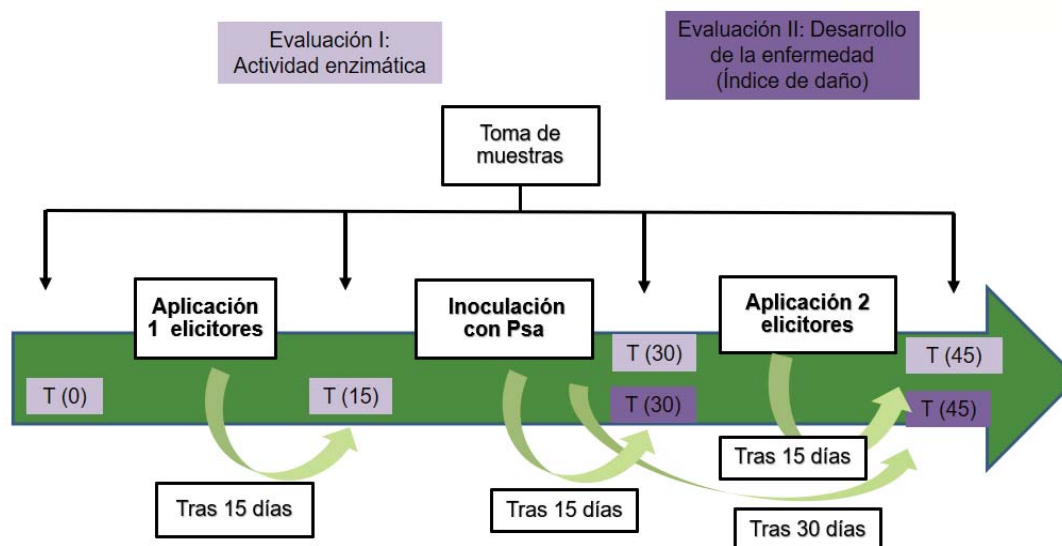 Evaluación I:
Actividad enzimática
Evaluación II: Desarrollo
de la enfermedad
(Índice de daño)
Toma de
muestras
Aplicación
1 elicitores
Inoculación
con Psa
Aplicación 2
elicitores
T (0)
T (15)
T (30)
T (30)
T (45)
T (45)
Tras 15 días
Tras 15 días
Tras 15 días
Tras 30 días